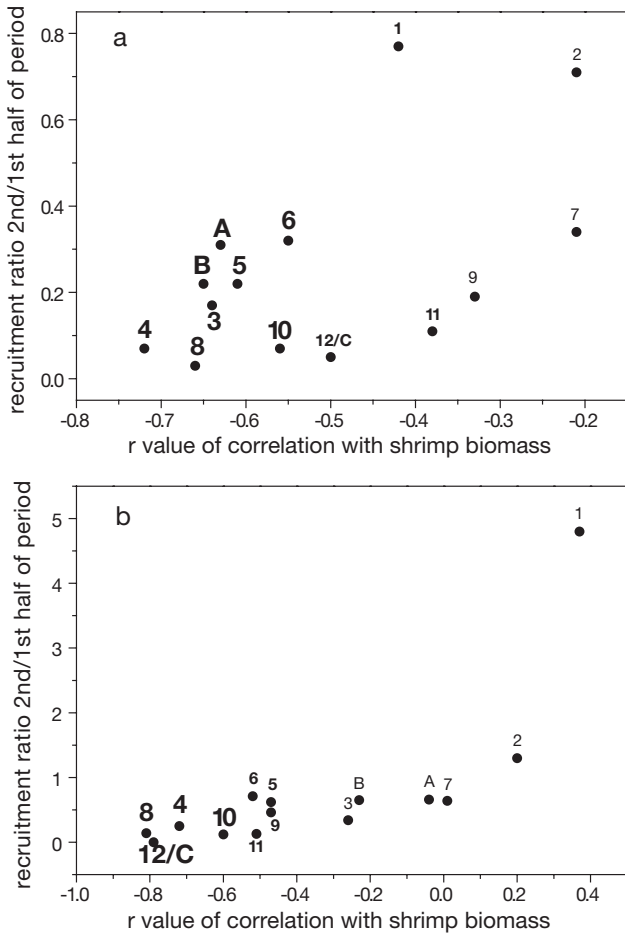 a
recruitment ratio 2nd/1st half of period
0.8
0.6
0.4
0.2
0.0
1
2
A
6
7
B
5
9
3
4
8
10
12/C
11
-0.8 -0.7 -0.6 -0.5 -0.4 -0.3 -0.2
r value of correlation with shrimp biomass
b
recruitment ratio 2nd/1st half of period
5
4
3
2
1
0
1
2
6
5
B
A
7
8
4
10
9
3
12/C
11
-1.0 -0.8 -0.6 -0.4 -0.2 0.0 0.2 0.4
r value of correlation with shrimp biomass